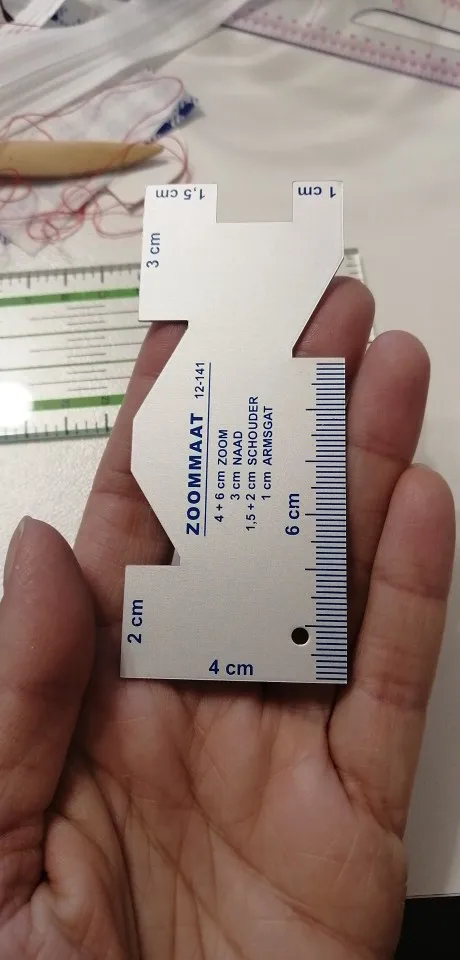 1,5 cm
1 cm
3 cm
ZOOMMAAT 12-141
4 + 6 cm ZOOM
3 cm NAAD
1,5 + 2 cm SCHOUDER
1 cm ARMSGAT
6 cm
2 cm
4 cm